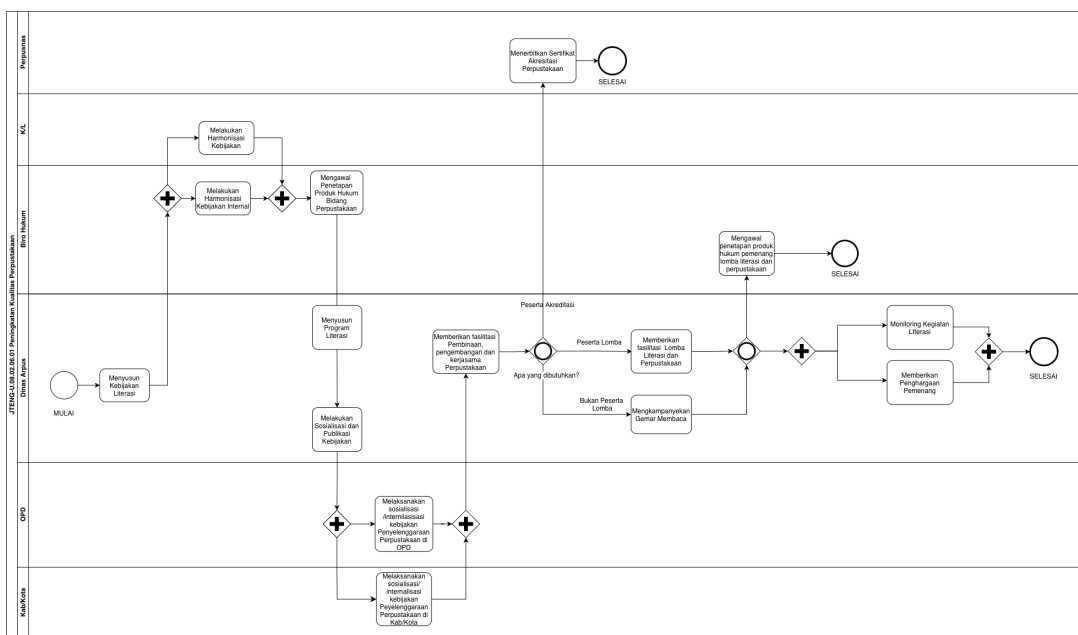 JTENG-U.08.02.06.01 Peningkatan Kualitas Perpustakaan
Perpusnas
Menerbitkan Sertifikat
Akresitasi
Perpustakaan
SELESAI
K/L
Melakukan
Harmonisasi
Kebijakan
Biro Hukum
Melakukan
Harmonisasi
Kebijakan Internal
Mengawal
Penetapan
Produk Hukum
Bidang
Perpustakaan
Mengawal
penetapan produk
hukum pemenang
lomba literasi dan
perpustakaan
SELESAI
Dinas Arpus
MULAI
Menyusun
Kebijakan
Literasi
Menyusun
Program
Literasi
Melakukan
Sosialisasi dan
Publikasi
Kebijakan
Memberikan fasilitasi
Pembinaan,
pengembangan dan
kerjasama
Perpustakaan
Peserta Akreditasi
Peserta Lomba
Apa yang dibutuhkan?
Bukan Peserta
Lomba
Memberikan
fasilitasi Lomba
Literasi dan
Perpustakaan
Mengkampanyekan
Gemar Membaca
Monitoring Kegiatan
LIterasi
Memberikan
Penghargaan
Pemenang
SELESAI
OPD
Melaksanakan
sosialisasi
/internilasisasi
kebijakan
Penyelenggaraan
Perpustakaan di
OPD
Kab/Kota
Melaksanakan
sosialisasi/
internalisasi
kebijakan
Peyelenggaraan
Perpustakaan di
Kab/Kota